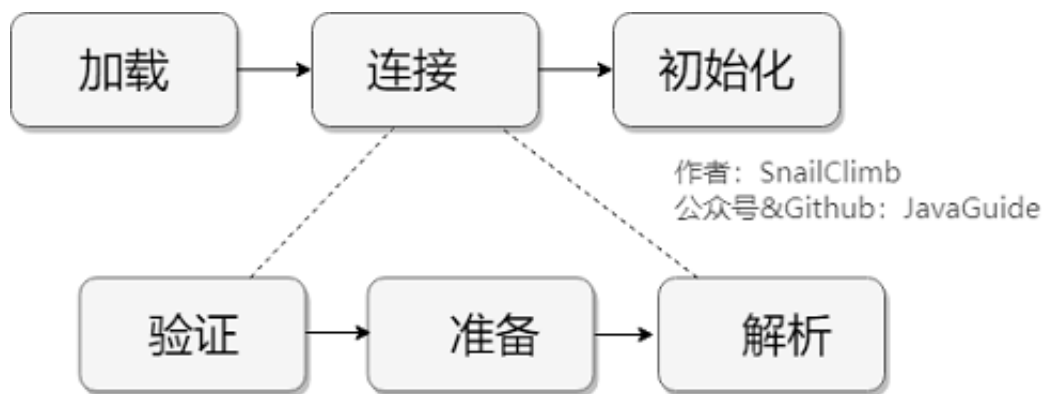 加载
连接
初始化
作者：SnailClimb
公众号&Github：JavaGuide
验证
准备
解析